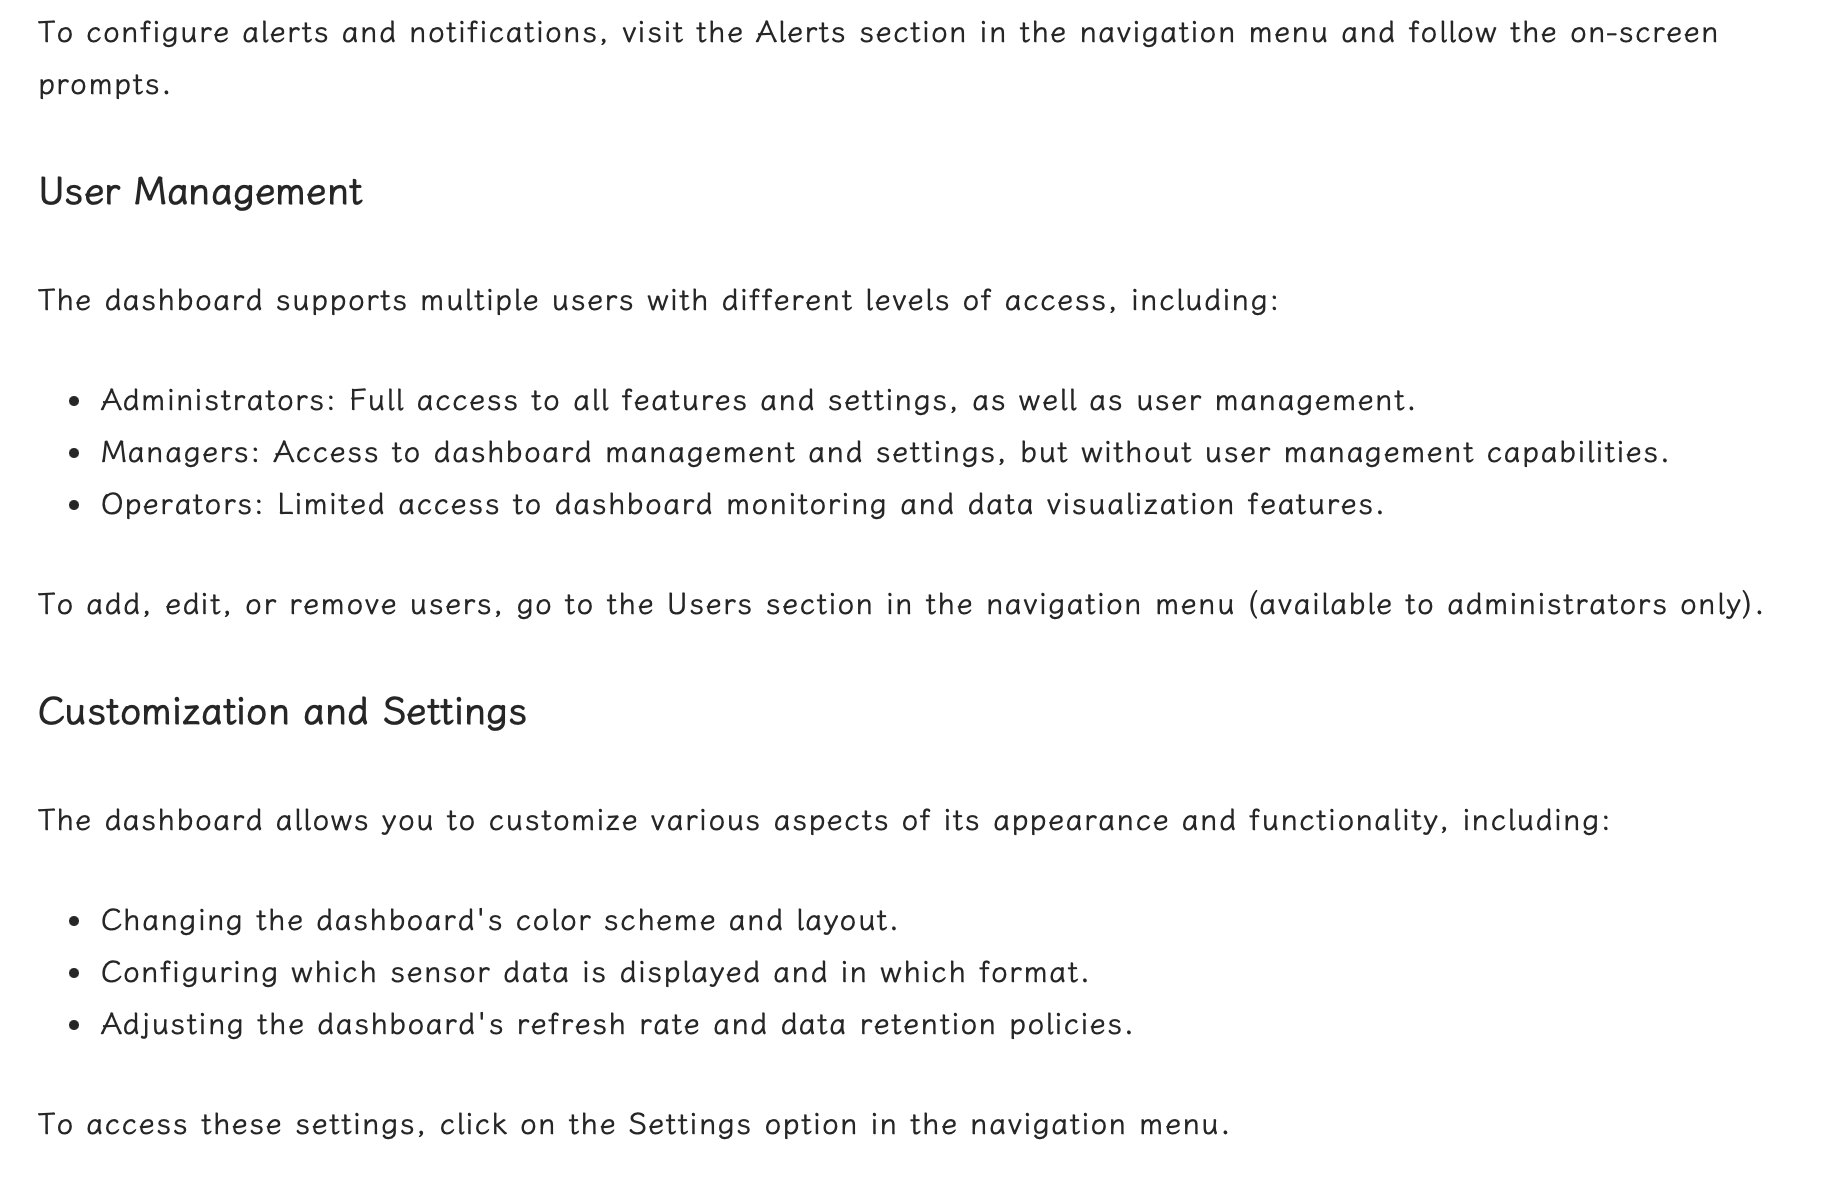 To configure alerts and notifications, visit the Alerts section in the navigation menu and follow the on-screen
prompts.
User Management
The dashboard supports multiple users with different levels of access, including:
• Administrators: Full access to all features and settings, as well as user management.
• Managers: Access to dashboard management and settings, but without user management capabilities.
• Operators: Limited access to dashboard monitoring and data visualization features.
To add, edit, or remove users, go to the Users section in the navigation menu (available to administrators only).
Customization and Settings
The dashboard allows you to customize various aspects of its appearance and functionality, including:
• Changing the dashboard's color scheme and layout.
• Configuring which sensor data is displayed and in which format.
• Adjusting the dashboard's refresh rate and data retention policies.
To access these settings, click on the Settings option in the navigation menu.